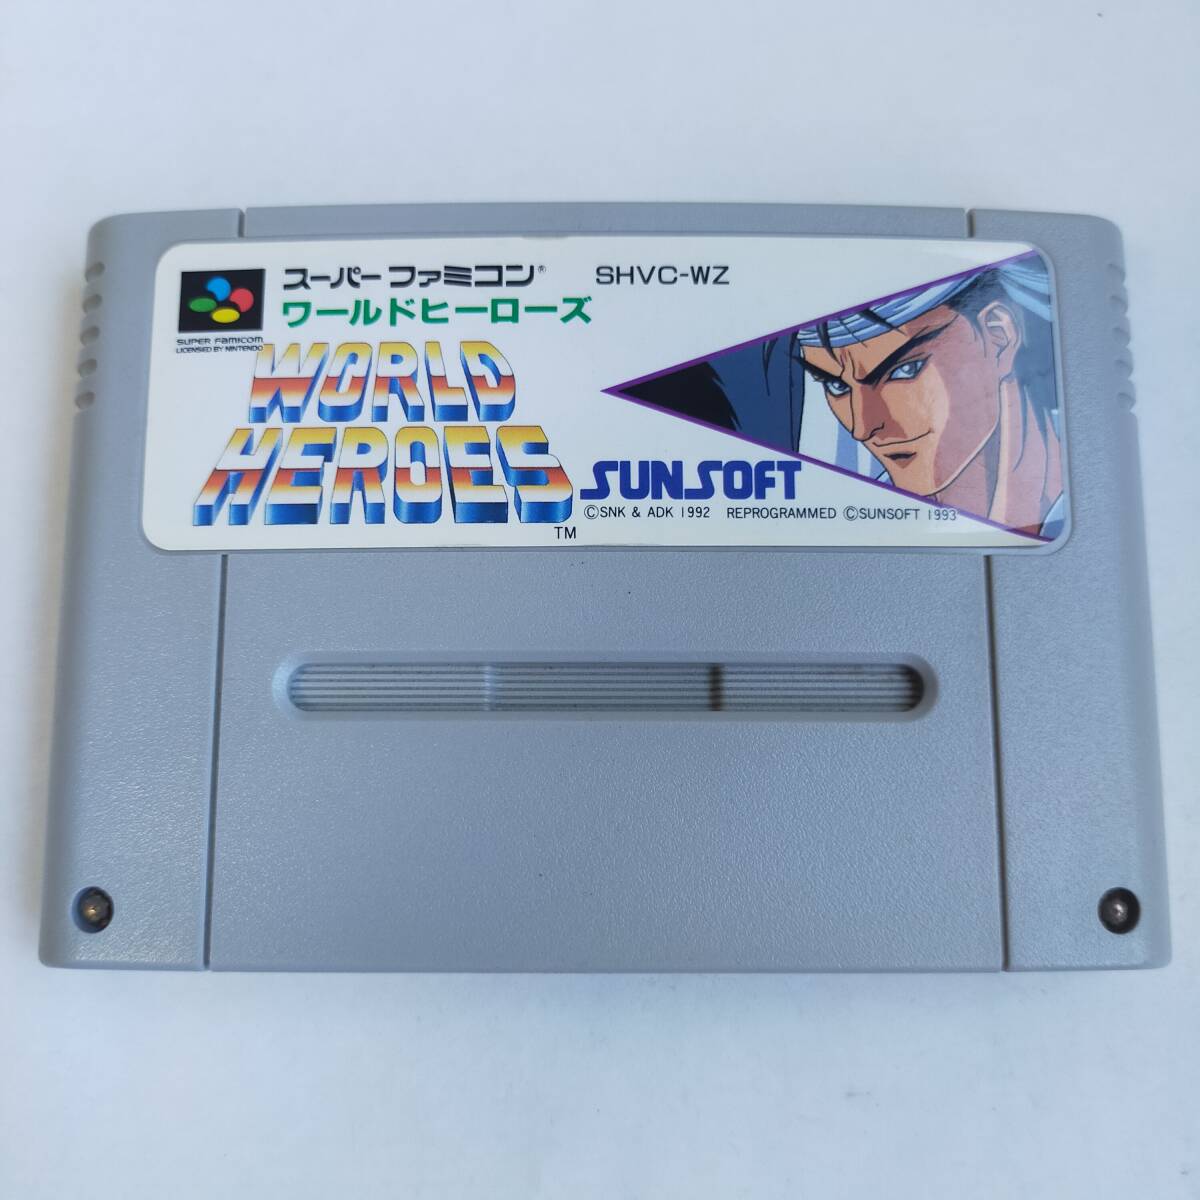 スーパーファミコン® SHVC-WZ
ワールドヒーローズ
SUPER FAMICOM
LICENSED BY NINTENDO
WORLD
HEROES
TM
SUNSOFT
©SNK & ADK 1992 REPROGRAMMED ©SUNSOFT 1993